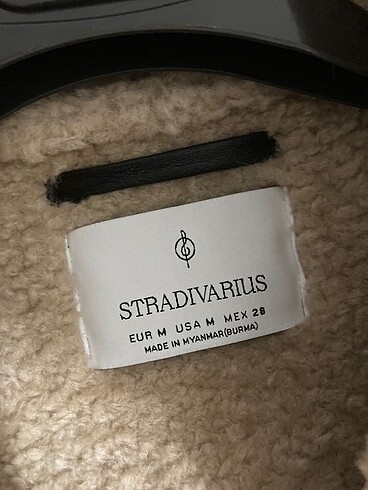 STRADIVARIUS
EUR M USA M MEX 28
MADE IN MYANMAR(BURMA)